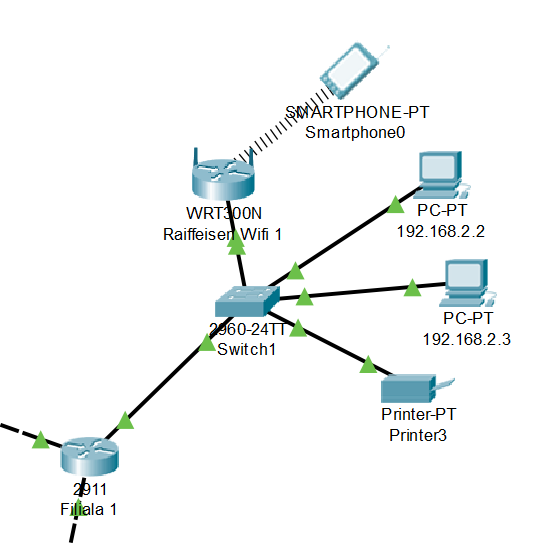 SMARTPHONE-PT
Smartphone0
WRT300N
Raiffeisen Wifi 1
PC-PT
192.168.2.2
2960-24TT
Switch1
PC-PT
192.168.2.3
Printer-PT
Printer3
2911
Filiala 1